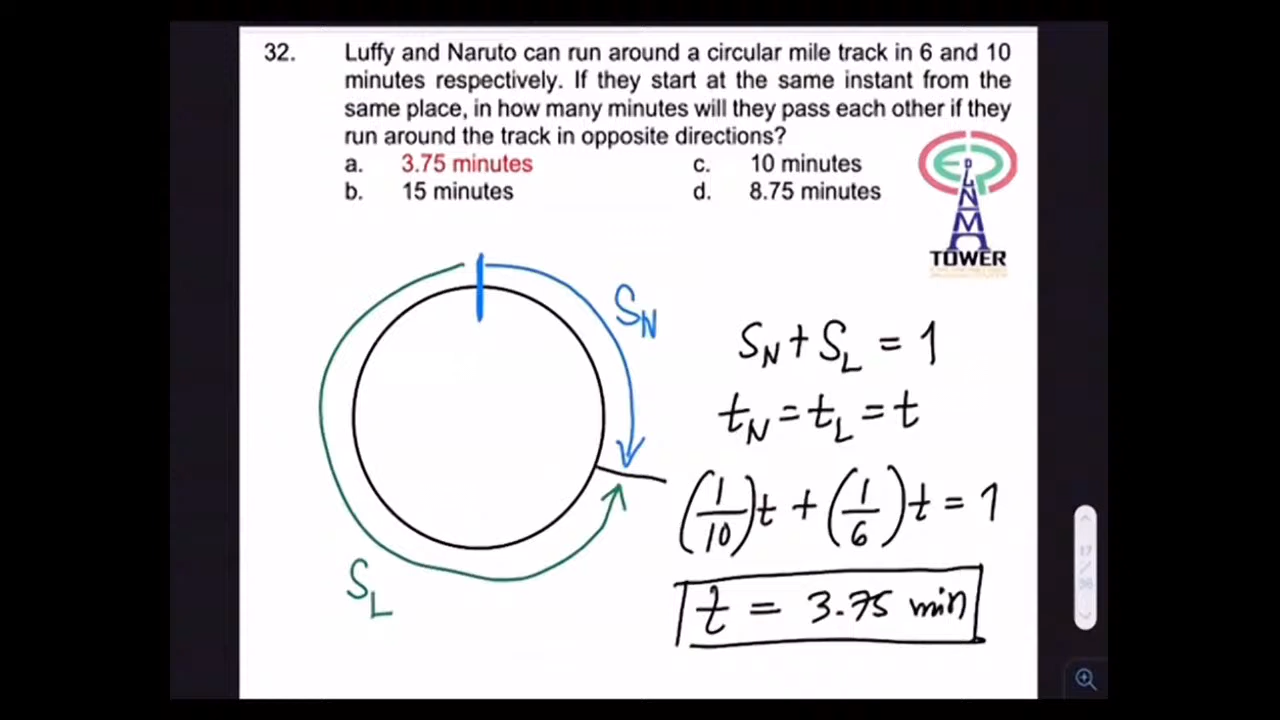 32. Luffy and Naruto can run around a circular mile track in 6 and 10
minutes respectively. If they start at the same instant from the
same place, in how many minutes will they pass each other if they
run around the track in opposite directions?
a. 3.75 minutes c. 10 minutes
b. 15 minutes d. 8.75 minutes
TOWER
S_N
S_L
S_N + S_L = 1
t_N = t_L = t
(1/10)t + (1/6)t = 1
t = 3.75 min
17
/